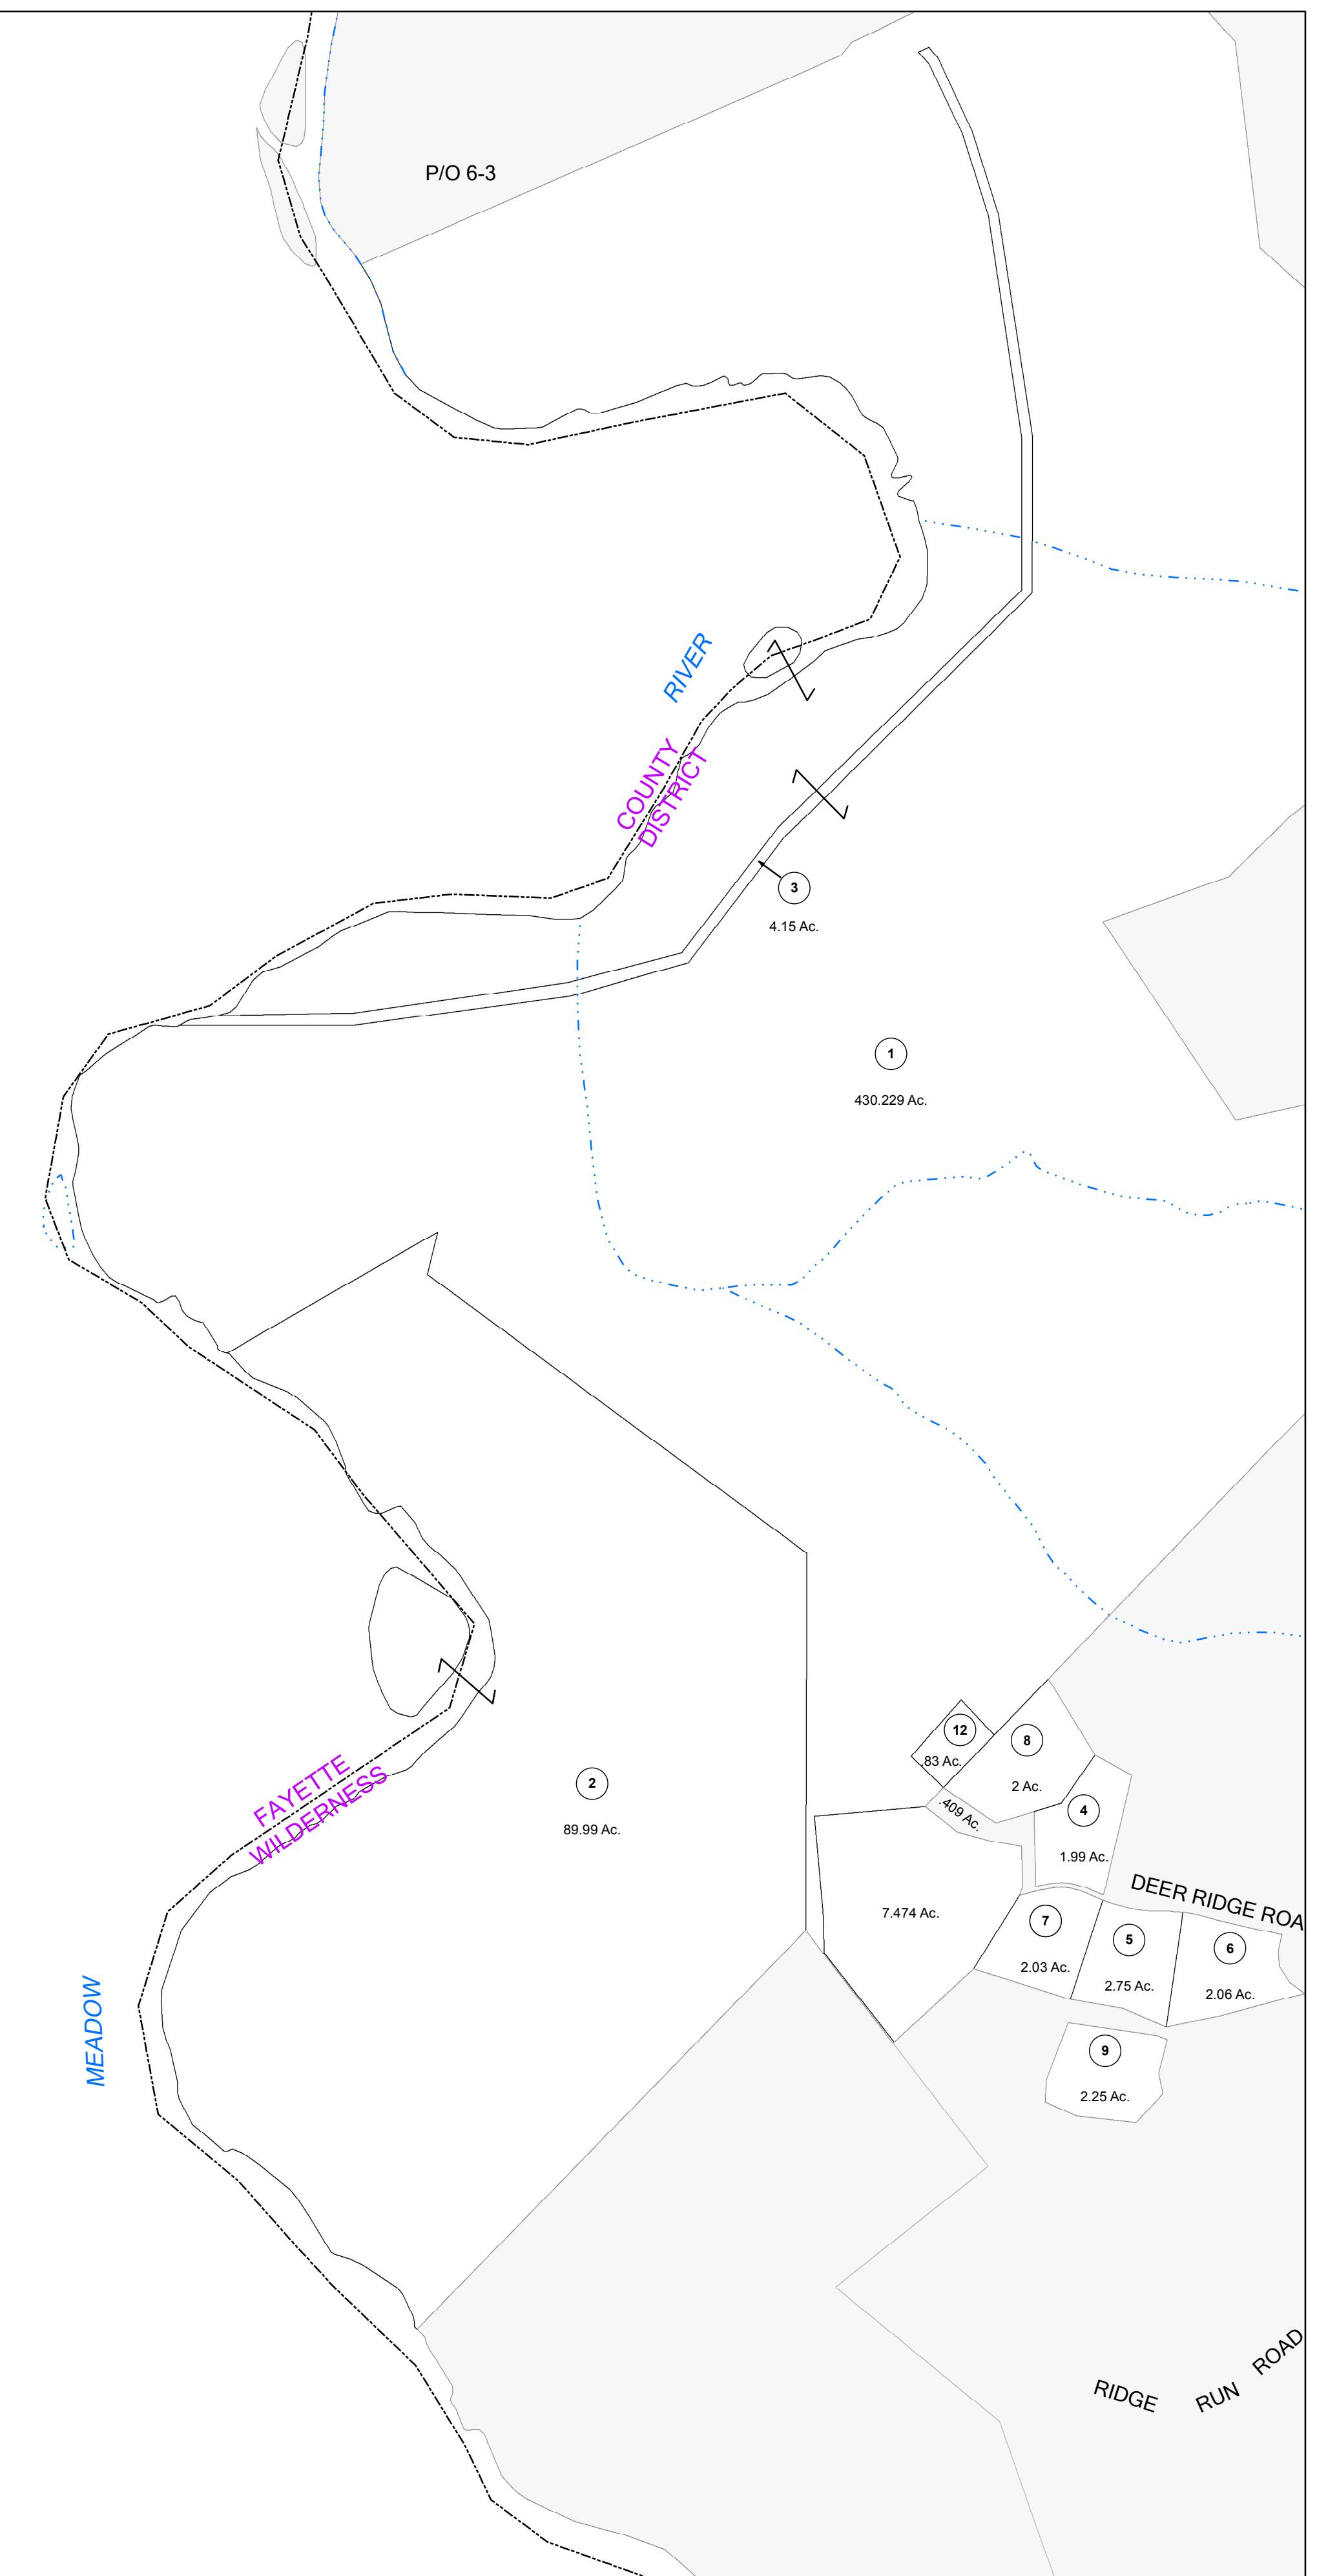 P/O 6-3
RIVER
COUNTY
DISTRICT
3
4.15 Ac.
1
430.229 Ac.
12
.83 Ac.
8
2 Ac.
2
89.99 Ac.
.409 Ac.
4
1.99 Ac.
FAYETTE
WILDERNESS
DEER RIDGE ROA
7.474 Ac.
7
2.03 Ac.
5
2.75 Ac.
6
2.06 Ac.
MEADOW
9
2.25 Ac.
RIDGE RUN ROAD